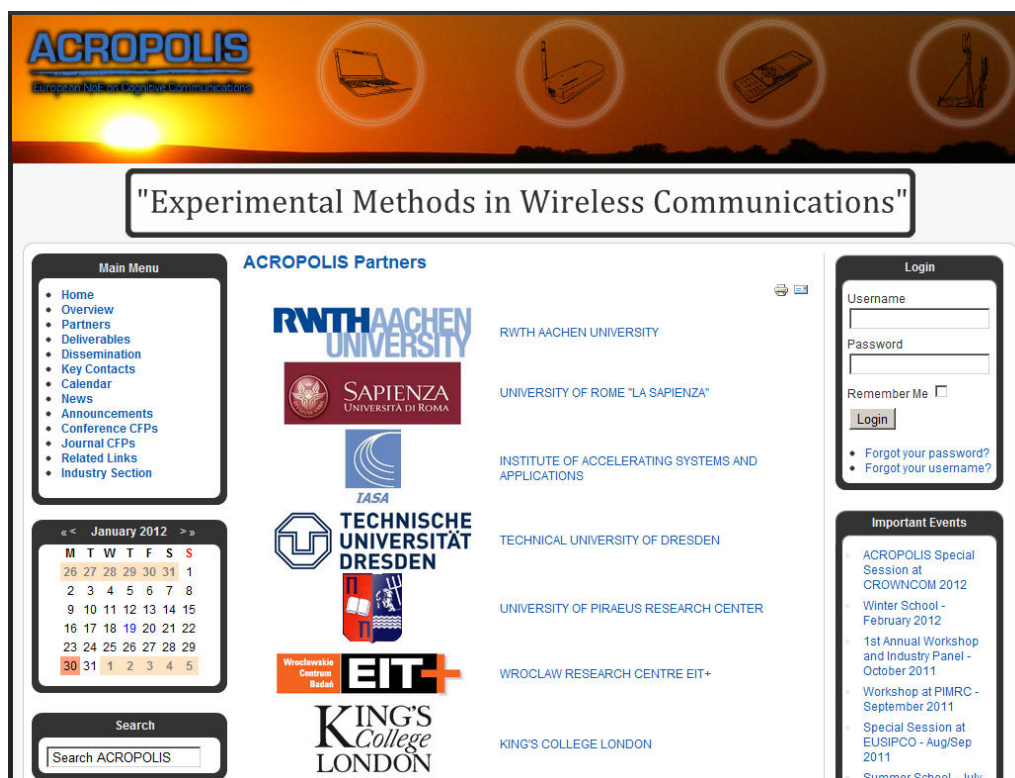 ACROPOLIS
European NoE on Cognitive Communications
"Experimental Methods in Wireless Communications"
Main Menu
Home
Overview
Partners
Deliverables
Dissemination
Key Contacts
Calendar
News
Announcements
Conference CFPs
Journal CFPs
Related Links
Industry Section
« < January 2012 > »
M T W T F S S
26 27 28 29 30 31 1
2 3 4 5 6 7 8
9 10 11 12 13 14 15
16 17 18 19 20 21 22
23 24 25 26 27 28 29
30 31 1 2 3 4 5
Search
Search ACROPOLIS
ACROPOLIS Partners
RWTH AACHEN
UNIVERSITY
RWTH AACHEN UNIVERSITY
SAPIENZA
UNIVERSITÀ DI ROMA
UNIVERSITY OF ROME "LA SAPIENZA"
IASA
INSTITUTE OF ACCELERATING SYSTEMS AND
APPLICATIONS
TECHNISCHE
UNIVERSITÄT
DRESDEN
TECHNICAL UNIVERSITY OF DRESDEN
UNIVERSITY OF PIRAEUS RESEARCH CENTER
Wrocławskie
Centrum
Badań
EIT+
WROCLAW RESEARCH CENTRE EIT+
KING'S
College
LONDON
KING'S COLLEGE LONDON
Login
Username
Password
Remember Me
Login
Forgot your password?
Forgot your username?
Important Events
ACROPOLIS Special
Session at
CROWNCOM 2012
Winter School -
February 2012
1st Annual Workshop
and Industry Panel -
October 2011
Workshop at PIMRC -
September 2011
Special Session at
EUSIPCO - Aug/Sep
2011
Summer School - July